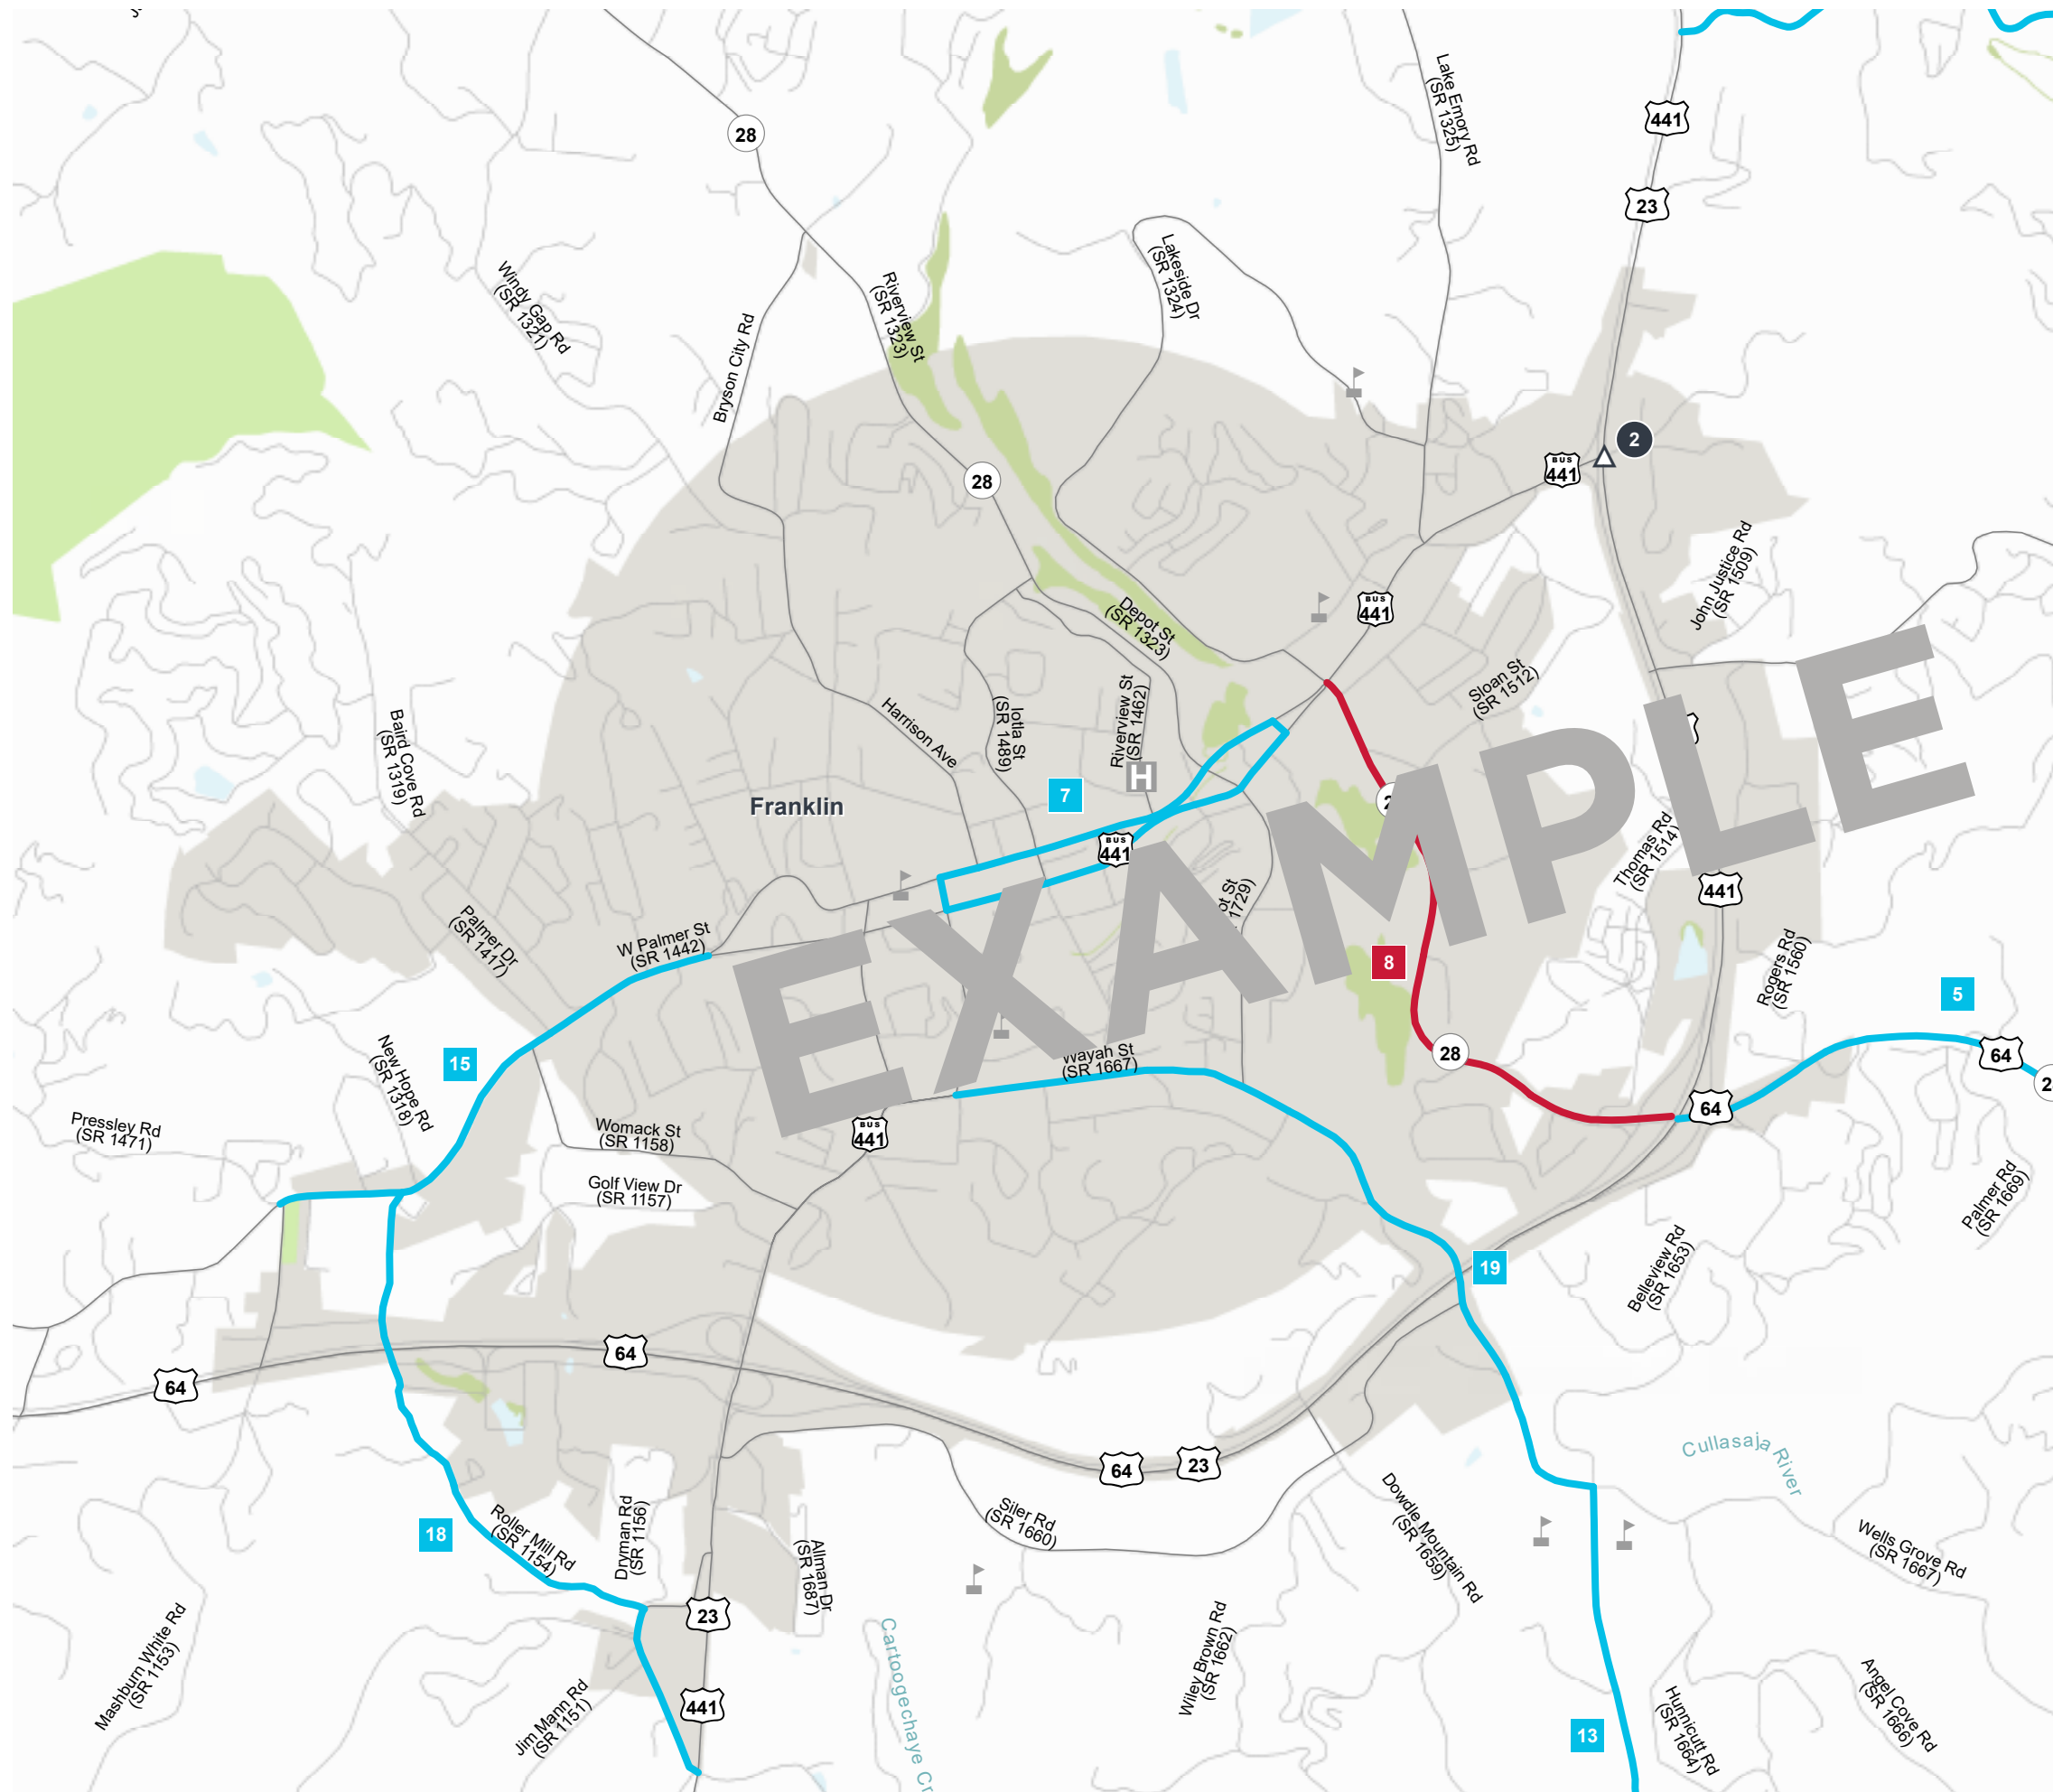 Lake Emory Rd
(SR 1325)
441
28
23
Lakeside Dr
(SR 1324)
Windy Gap Rd
(SR 1321)
Riverview St
(SR 1323)
Bryson City Rd
2
BUS
441
28
John Justice Rd
(SR 1509)
Depot St
(SR 1323)
BUS
441
Sloan St
(SR 1512)
Baird Cove Rd
(SR 1319)
Harrison Ave
Iotla St
(SR 1489)
Riverview St
(SR 1462)
H
7
Franklin
BUS
441
EXAMPLE
Thomas Rd
(SR 1514)
441
Palmer Dr
(SR 1417)
W Palmer St
(SR 1442)
8
Rogers Rd
(SR 1560)
5
64
28
15
New Hope Rd
(SR 1318)
Wayah St
(SR 1667)
64
Pressley Rd
(SR 1471)
Womack St
(SR 1158)
BUS
441
Golf View Dr
(SR 1157)
Palmer Rd
(SR 1669)
Belleview Rd
(SR 1653)
19
64
64
64
23
Cullasaja River
Roller Mill Rd
(SR 1154)
18
Dryman Rd
(SR 1156)
Allman Dr
(SR 1687)
Siler Rd
(SR 1660)
Dowdle Mountain Rd
(SR 1659)
Wells Grove Rd
(SR 1667)
23
Mashburn White Rd
(SR 1153)
Jim Mann Rd
(SR 1151)
441
Cartoogechaye Cr
Wiley Brown Rd
(SR 1662)
13
Hunnicutt Rd
(SR 1664)
Angel Cove Rd
(SR 1666)